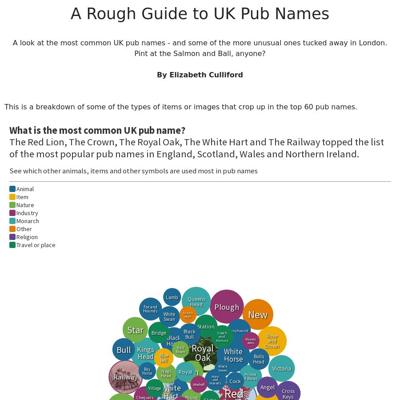 A Rough Guide to UK Pub Names
A look at the most common UK pub names - and some of the more unusual ones tucked away in London.
Pint at the Salmon and Ball, anyone?
By Elizabeth Culliford
This is a breakdown of some of the types of items or images that crop up in the top 60 pub names.
What is the most common UK pub name?
The Red Lion, The Crown, The Royal Oak, The White Hart and The Railway topped the list
of the most popular pub names in England, Scotland, Wales and Northern Ireland.
See which other animals, items and other symbols are used most in pub names
Animal
Item
Nature
Industry
Monarch
Other
Religion
Travel or place
Lamb
Queens
Head
Plough
New
White
Swan
Star
Bridge
Station
Black
Bull
Bull
Kings
Head
Royal
Oak
White
Horse
Bulls
Head
Victoria
Railway
Royal
Cock
Angel
Cross
Keys
Village
White
Hart
Red